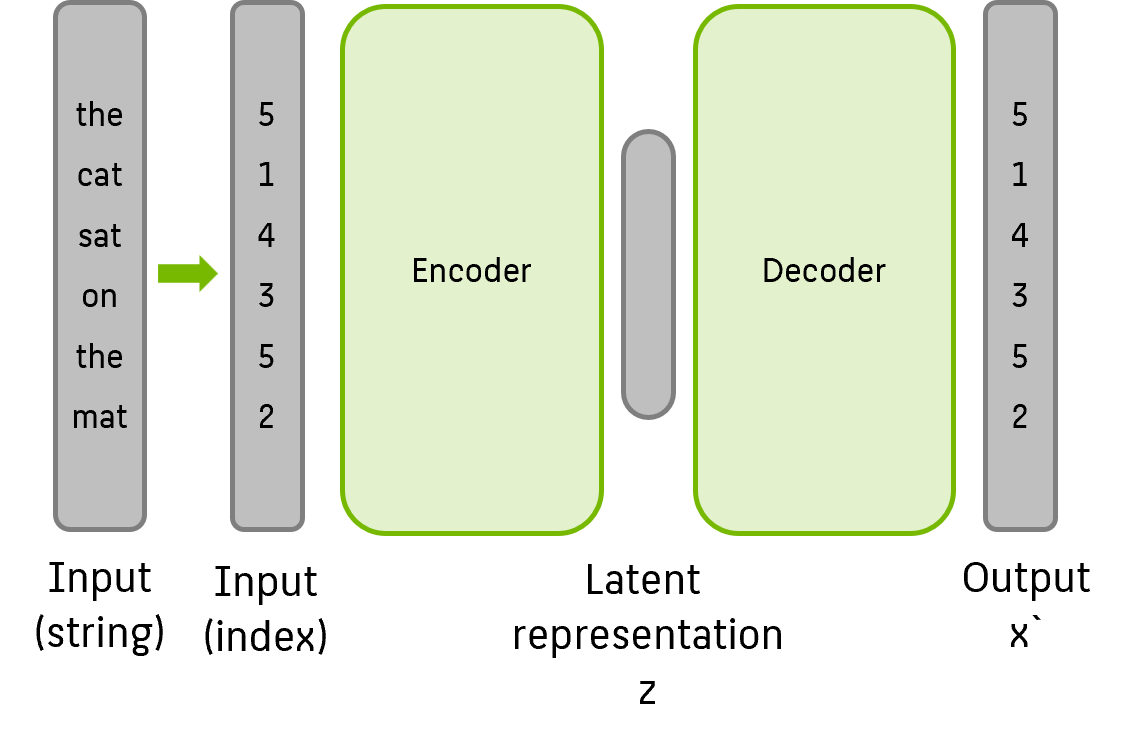 the
cat
sat
on
the
mat
5
1
4
3
5
2
Encoder
Decoder
5
1
4
3
5
2
Input
(string)
Input
(index)
Latent
representation
z
Output
x`